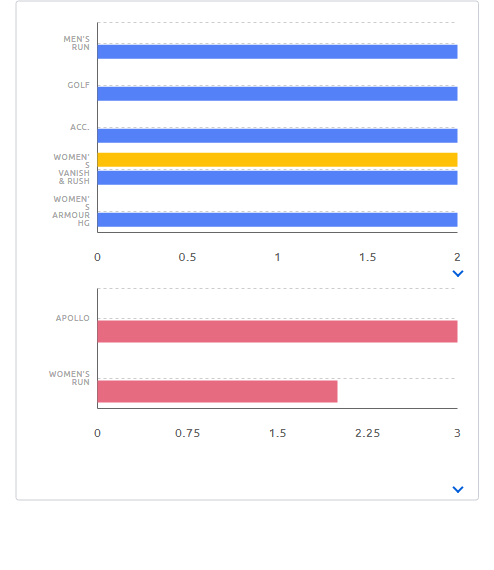 MEN'S
RUN
GOLF
ACC.
WOMEN'
S
VANISH
& RUSH
WOMEN'
S
ARMOUR
HG
0 0.5 1 1.5 2
APOLLO
WOMEN'S
RUN
0 0.75 1.5 2.25 3